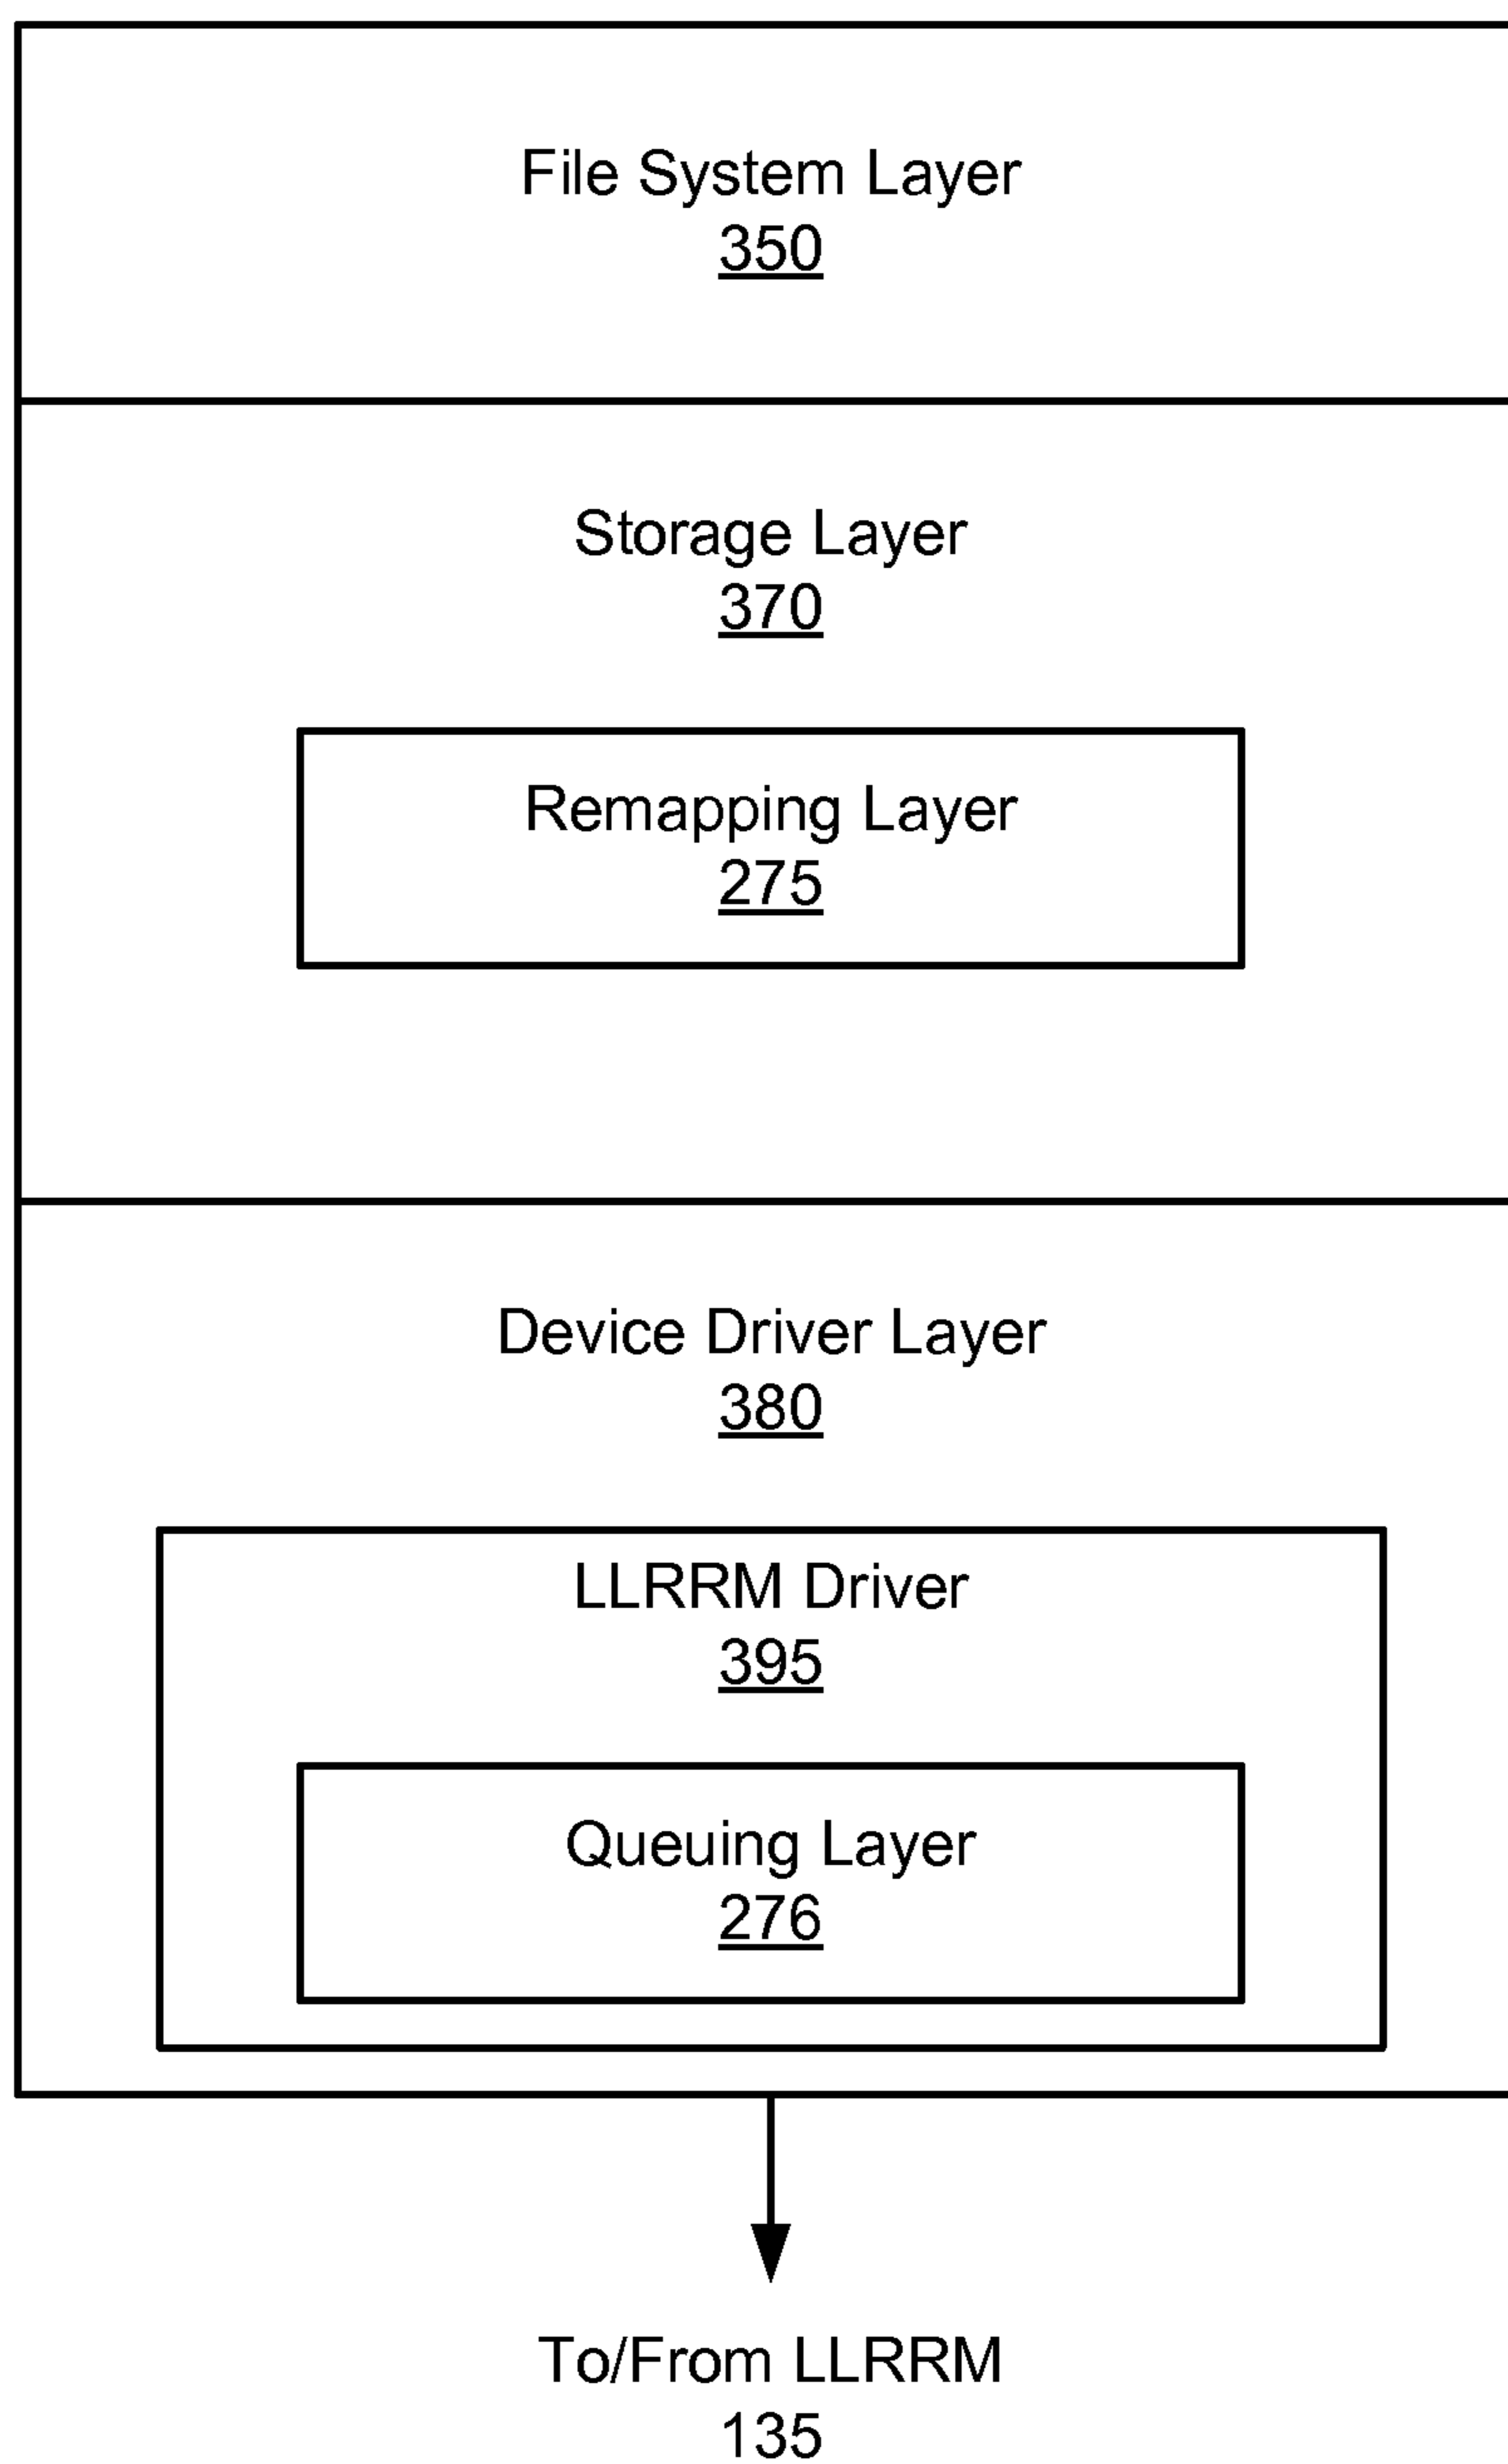 File System Layer
350
Storage Layer
370
Remapping Layer
275
Device Driver Layer
380
LLRRM Driver
395
Queuing Layer
276
To/From LLRRM
135